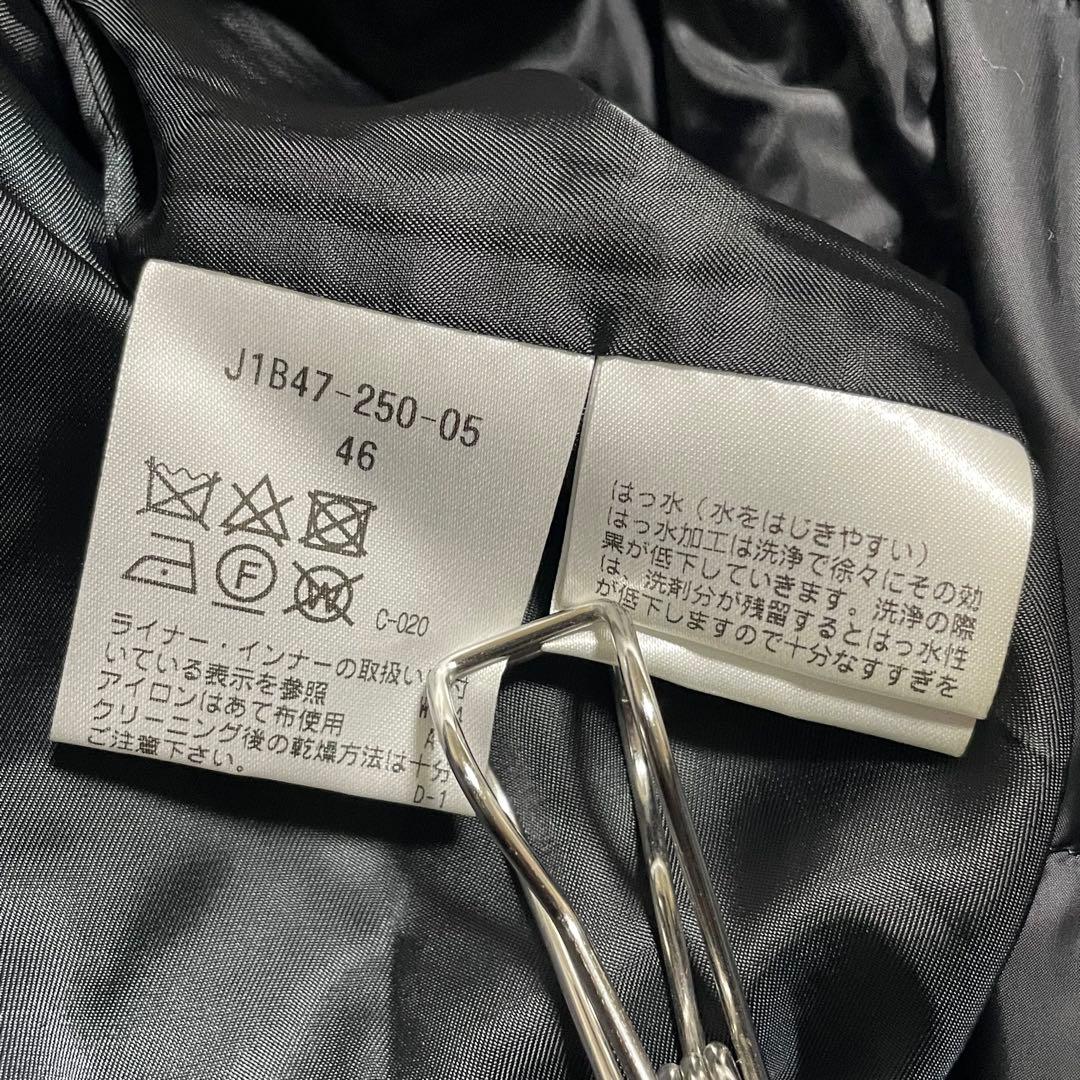 J1B47-250-05
46
F
W
C-020
ライナー・インナーの取扱い
付
いている表示を参照
アイロンはあて布使用
クリーニング後の乾燥方法は十分
ご注意下さい。
D-1
はっ水（水をはじきやすい）
はっ水加工は洗浄で徐々にその効
果が低下していきます。洗浄の際
は、洗剤分が残留するとはっ水性
が低下しますので十分なすすぎを